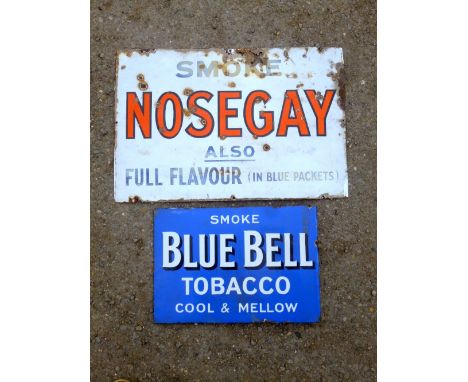 SMOKE
NOSEGAY
ALSO
FULL FLAVOUR (IN BLUE PACKETS)
SMOKE
BLUE BELL
TOBACCO
COOL & MELLOW